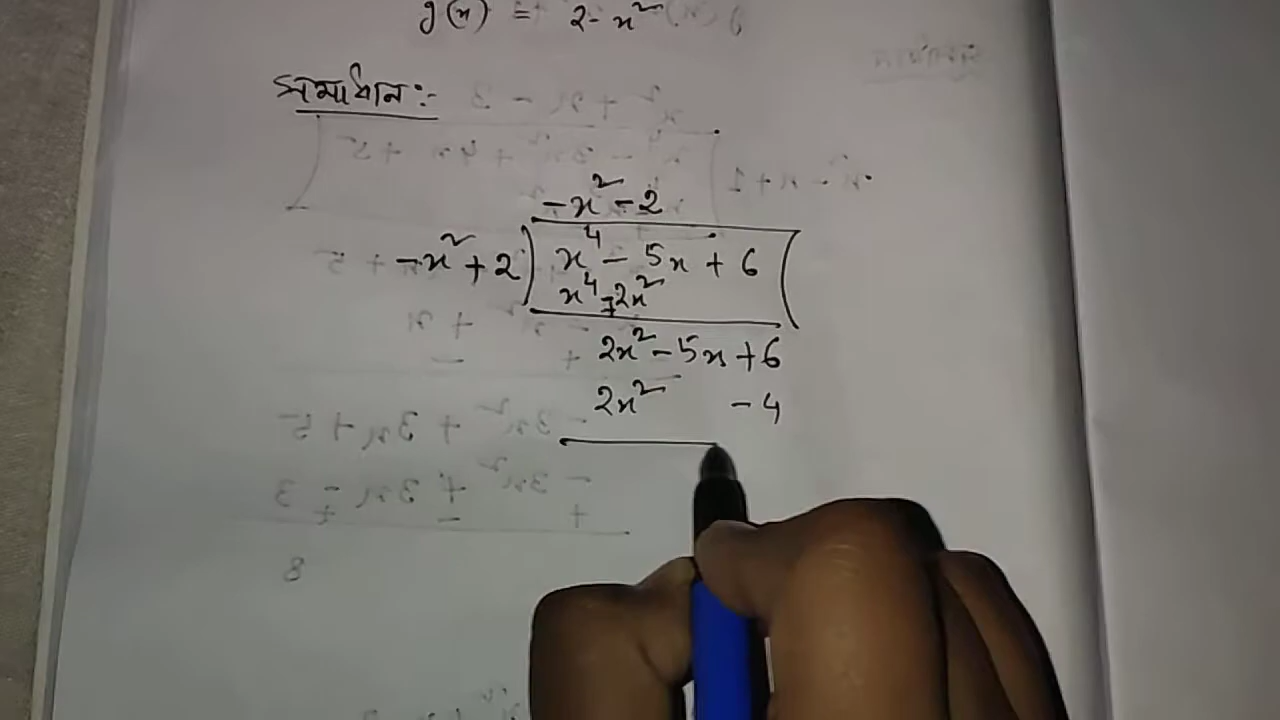 g(x) = 2 - x²
সমাধান :-
-x² - 2
-x² + 2 ) x⁴ - 5x + 6 (
x⁴ - 2x²
+
2x² - 5x + 6
2x² - 4